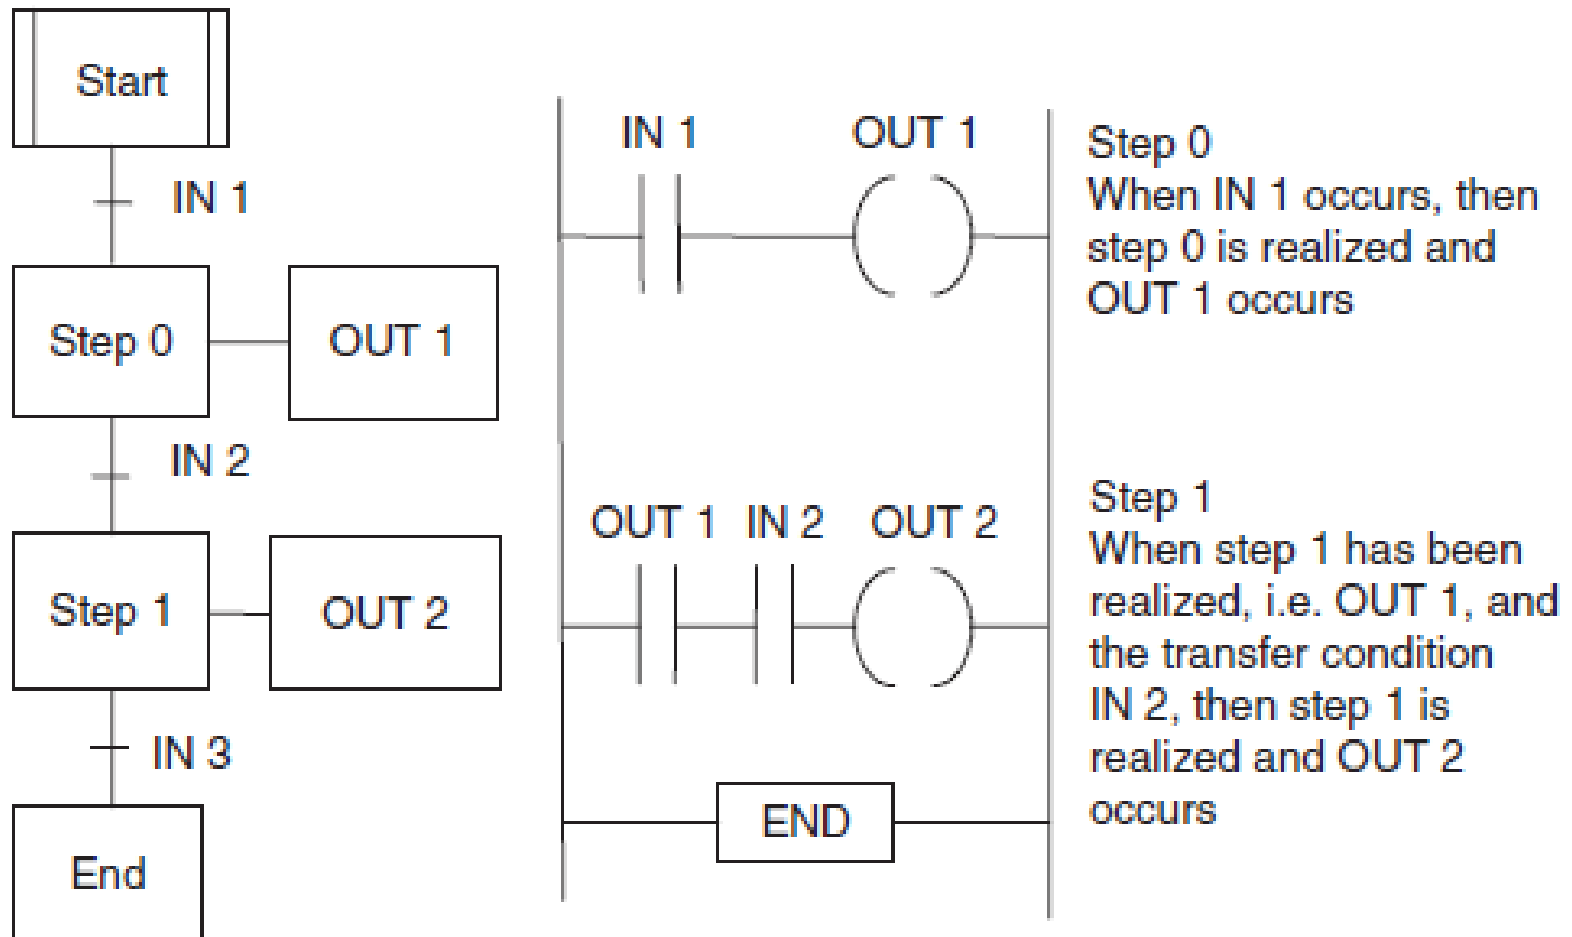 Start
IN 1
Step 0
OUT 1
IN 2
Step 1
OUT 2
IN 3
End
IN 1
OUT 1
OUT 1
IN 2
OUT 2
END
Step 0
When IN 1 occurs, then
step 0 is realized and
OUT 1 occurs
Step 1
When step 1 has been
realized, i.e. OUT 1, and
the transfer condition
IN 2, then step 1 is
realized and OUT 2
occurs